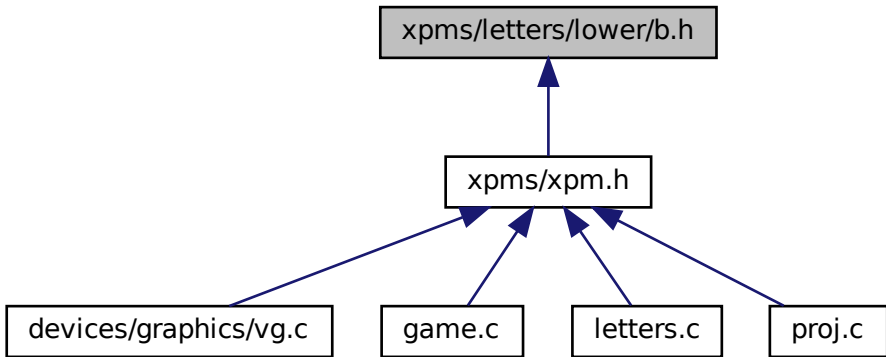 xpms/letters/lower/b.h
xpms/xpm.h
devices/graphics/vg.c
game.c
letters.c
proj.c